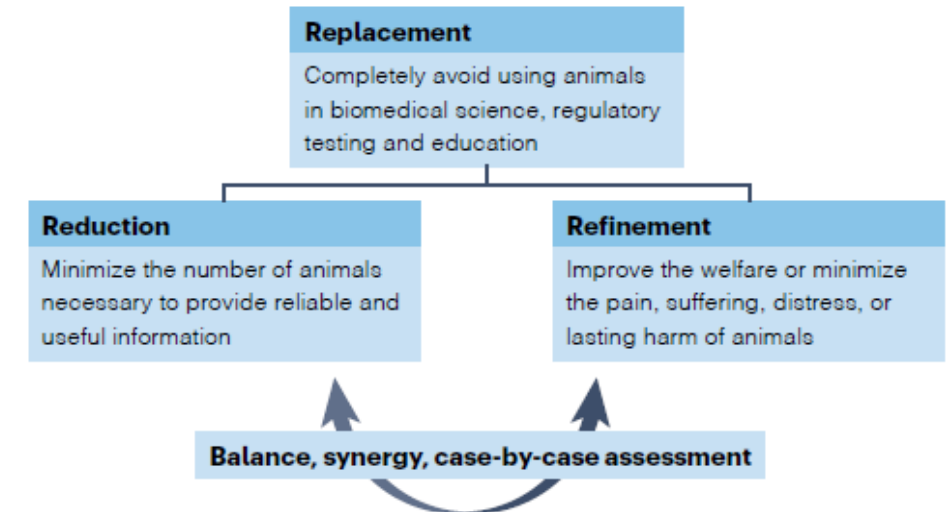 Replacement
Completely avoid using animals
in biomedical science, regulatory
testing and education
Reduction
Minimize the number of animals
necessary to provide reliable and
useful information
Refinement
Improve the welfare or minimize
the pain, suffering, distress, or
lasting harm of animals
Balance, synergy, case-by-case assessment